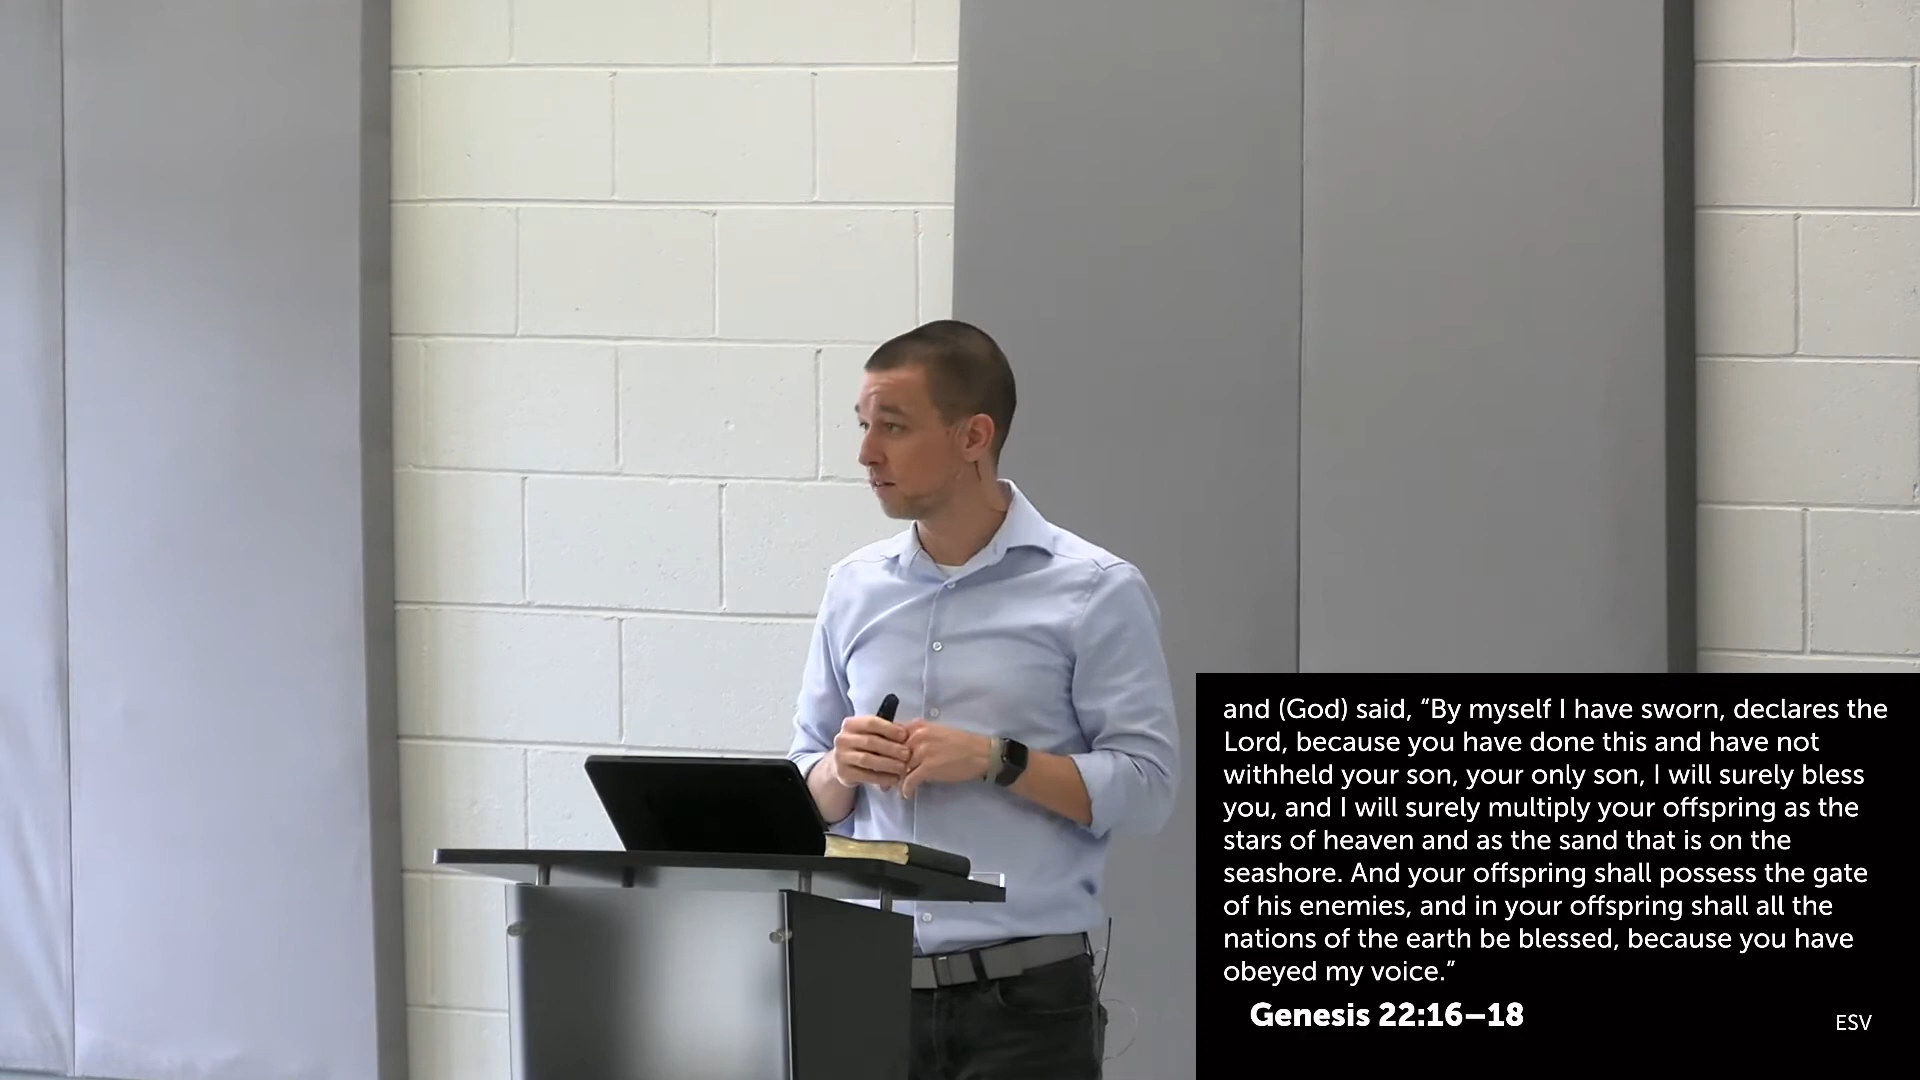 and (God) said, “By myself I have sworn, declares the
Lord, because you have done this and have not
withheld your son, your only son, I will surely bless
you, and I will surely multiply your offspring as the
stars of heaven and as the sand that is on the
seashore. And your offspring shall possess the gate
of his enemies, and in your offspring shall all the
nations of the earth be blessed, because you have
obeyed my voice.”
Genesis 22:16–18
ESV